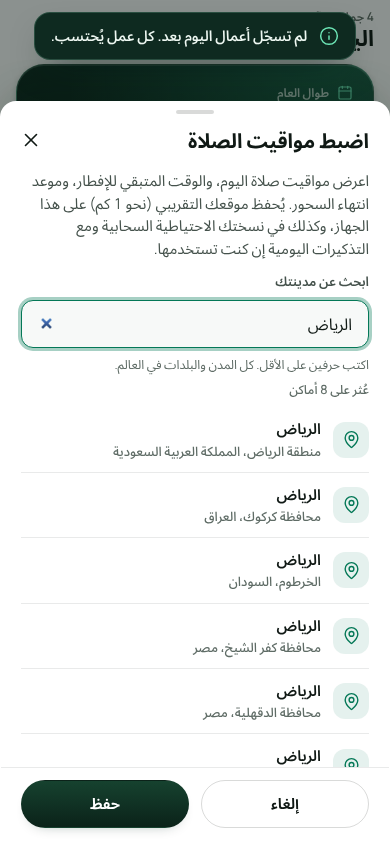 لم تسجّل أعمال اليوم بعد. كل عمل يُحتسب.
طوال العام
اضبط مواقيت الصلاة
اعرض مواقيت صلاة اليوم، والوقت المتبقي للإفطار، وموعد
انتهاء السحور. يُحفظ موقعك التقريبي (نحو 1 كم) على هذا
الجهاز، وكذلك في نسختك الاحتياطية السحابية ومع
التذكيرات اليومية إن كنت تستخدمها.
ابحث عن مدينتك
الرياض
اكتب حرفين على الأقل. كل المدن والبلدات في العالم.
عُثر على 8 أماكن
الرياض
منطقة الرياض، المملكة العربية السعودية
الرياض
محافظة كركوك، العراق
الرياض
الخرطوم، السودان
الرياض
محافظة كفر الشيخ، مصر
الرياض
محافظة الدقهلية، مصر
الرياض
إلغاء
حفظ